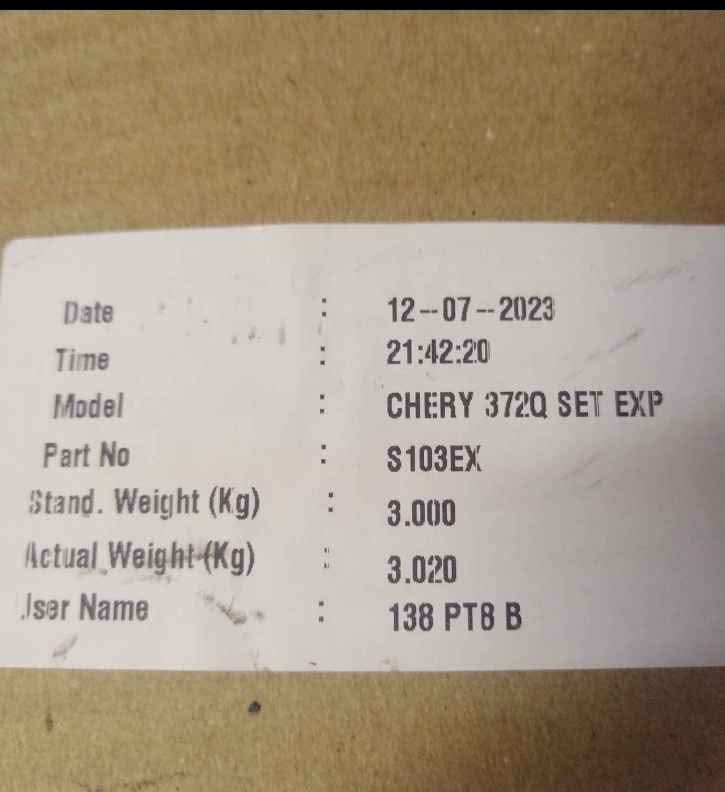 Date : 12--07--2023
Time : 21:42:20
Model : CHERY 372Q SET EXP
Part No : S103EX
Stand. Weight (Kg) : 3.000
Actual Weight (Kg) : 3.020
User Name : 138 PT8 B